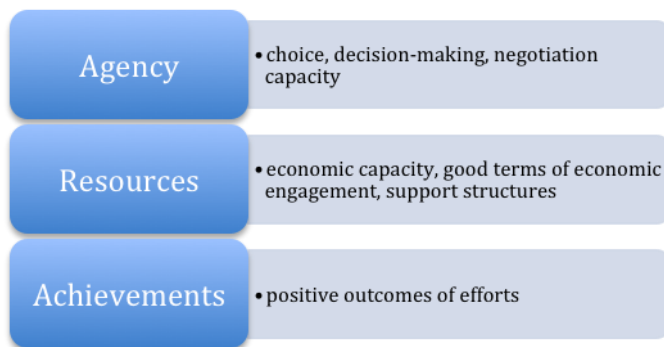 Agency
• choice, decision-making, negotiation
capacity
Resources
• economic capacity, good terms of economic
engagement, support structures
Achievements
• positive outcomes of efforts